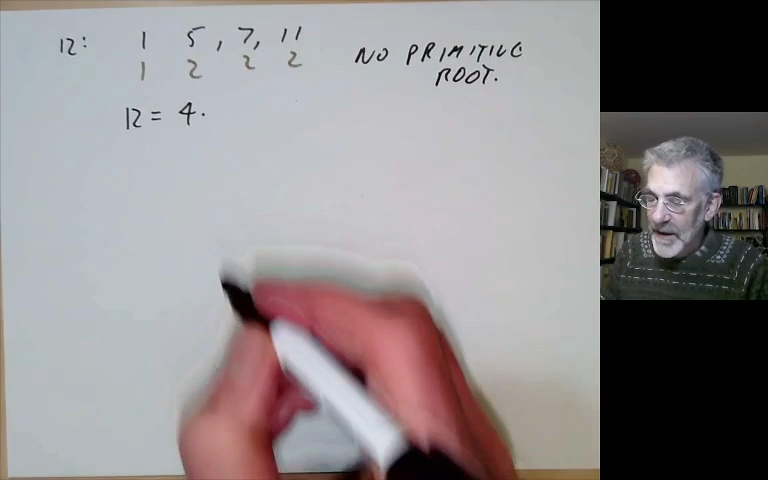 12: 1 5, 7, 11
1 2 2 2
NO PRIMITIVE
ROOT.
12 = 4.